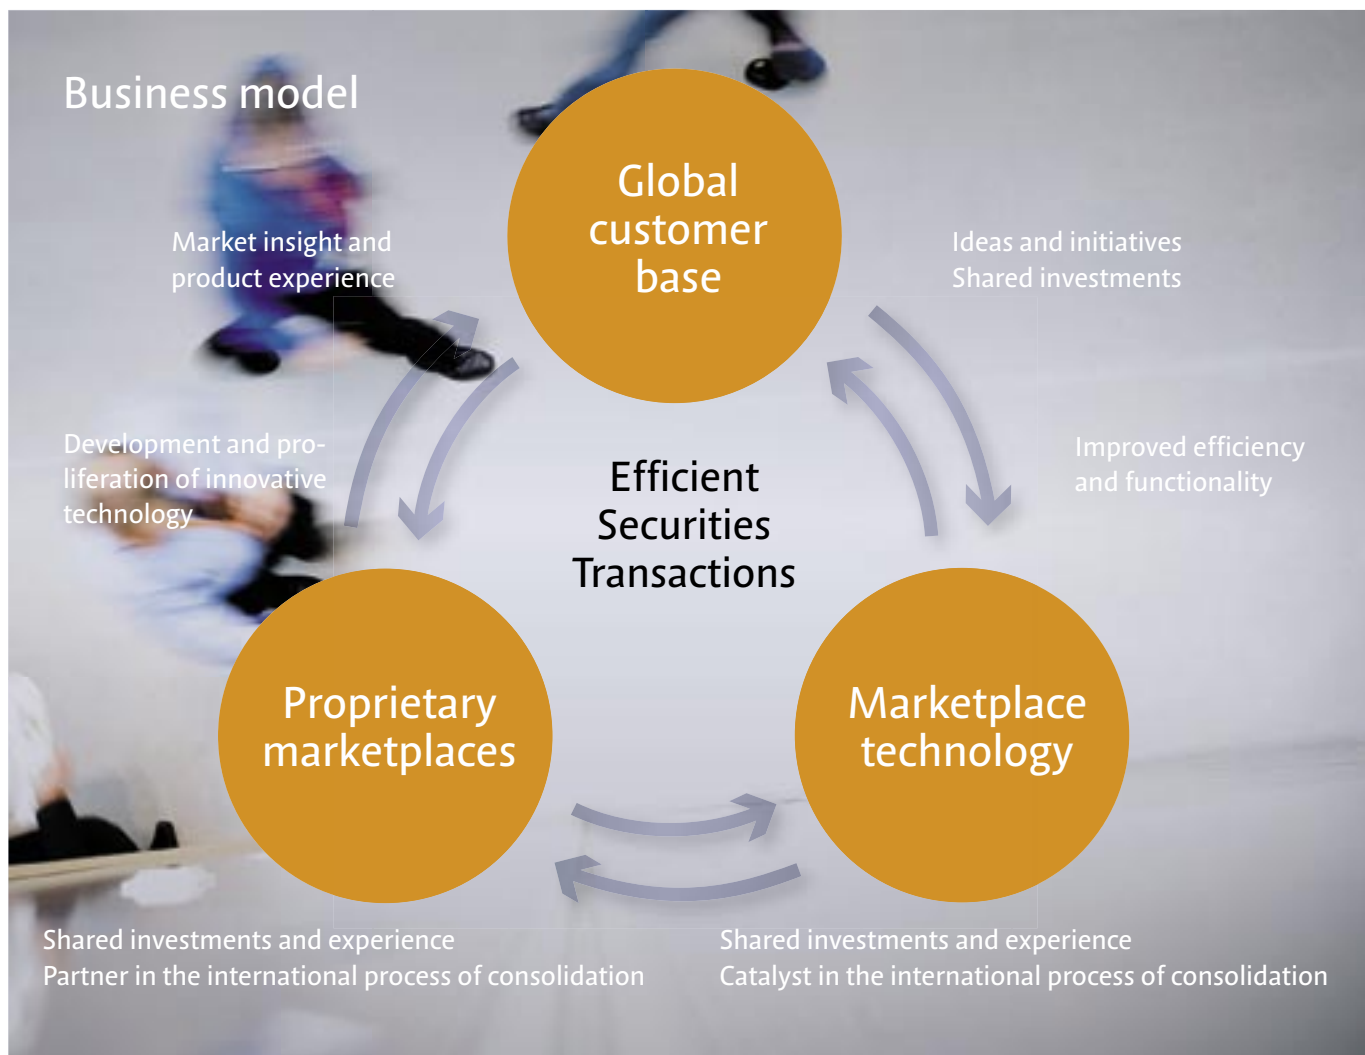 Business model
Global
customer
base
Market insight and
product experience
Ideas and initiatives
Shared investments
Development and pro-
liferation of innovative
technology
Improved efficiency
and functionality
Efficient
Securities
Transactions
Proprietary
marketplaces
Marketplace
technology
Shared investments and experience
Partner in the international process of consolidation
Shared investments and experience
Catalyst in the international process of consolidation